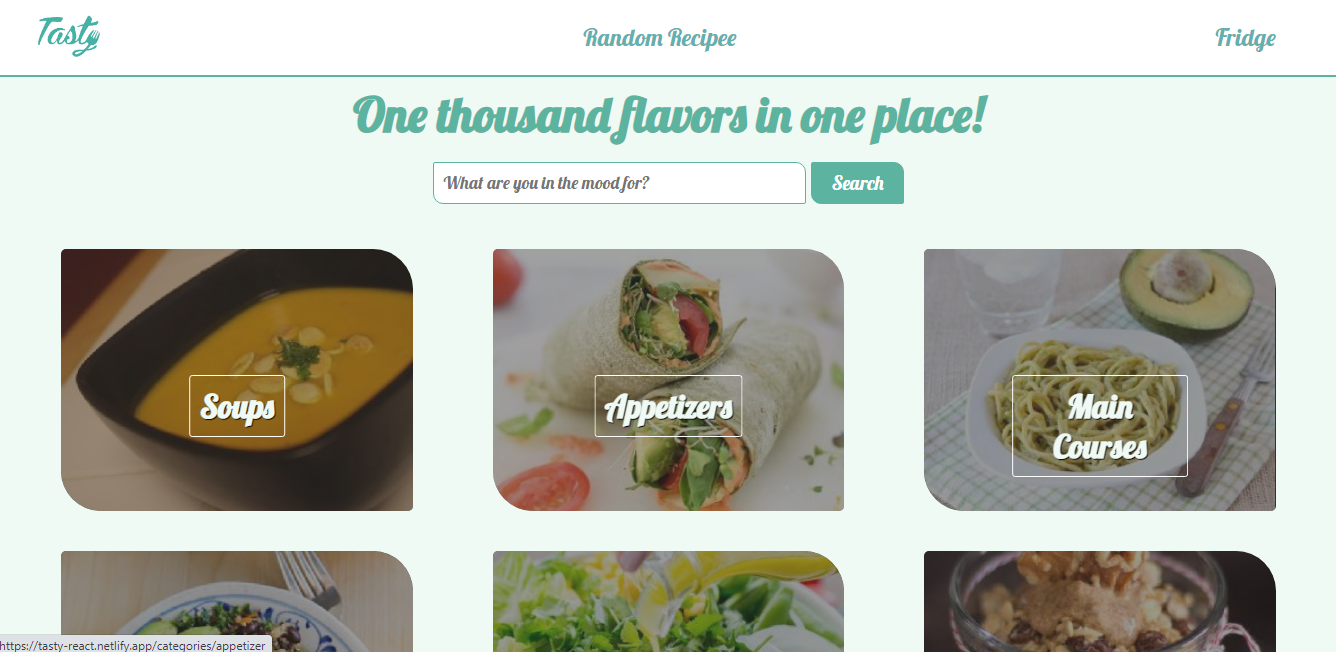 Tasty
Random Recipee
Fridge
One thousand flavors in one place!
What are you in the mood for?
Search
Soups
Appetizers
Main
Courses
https://tasty-react.netlify.app/categories/appetizer